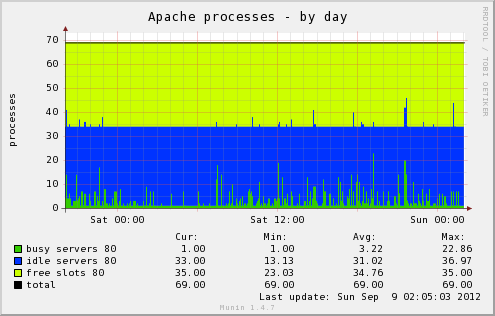 Apache processes - by day
RRDTOOL / TOBI OETIKER
processes
70
60
50
40
30
20
10
0
Sat 00:00 Sat 12:00 Sun 00:00
Cur: Min: Avg: Max:
busy servers 80 1.00 1.00 3.22 22.86
idle servers 80 33.00 13.13 31.02 36.97
free slots 80 35.00 23.03 34.76 35.00
total 69.00 69.00 69.00 69.00
Last update: Sun Sep 9 02:05:03 2012
Munin 1.4.7